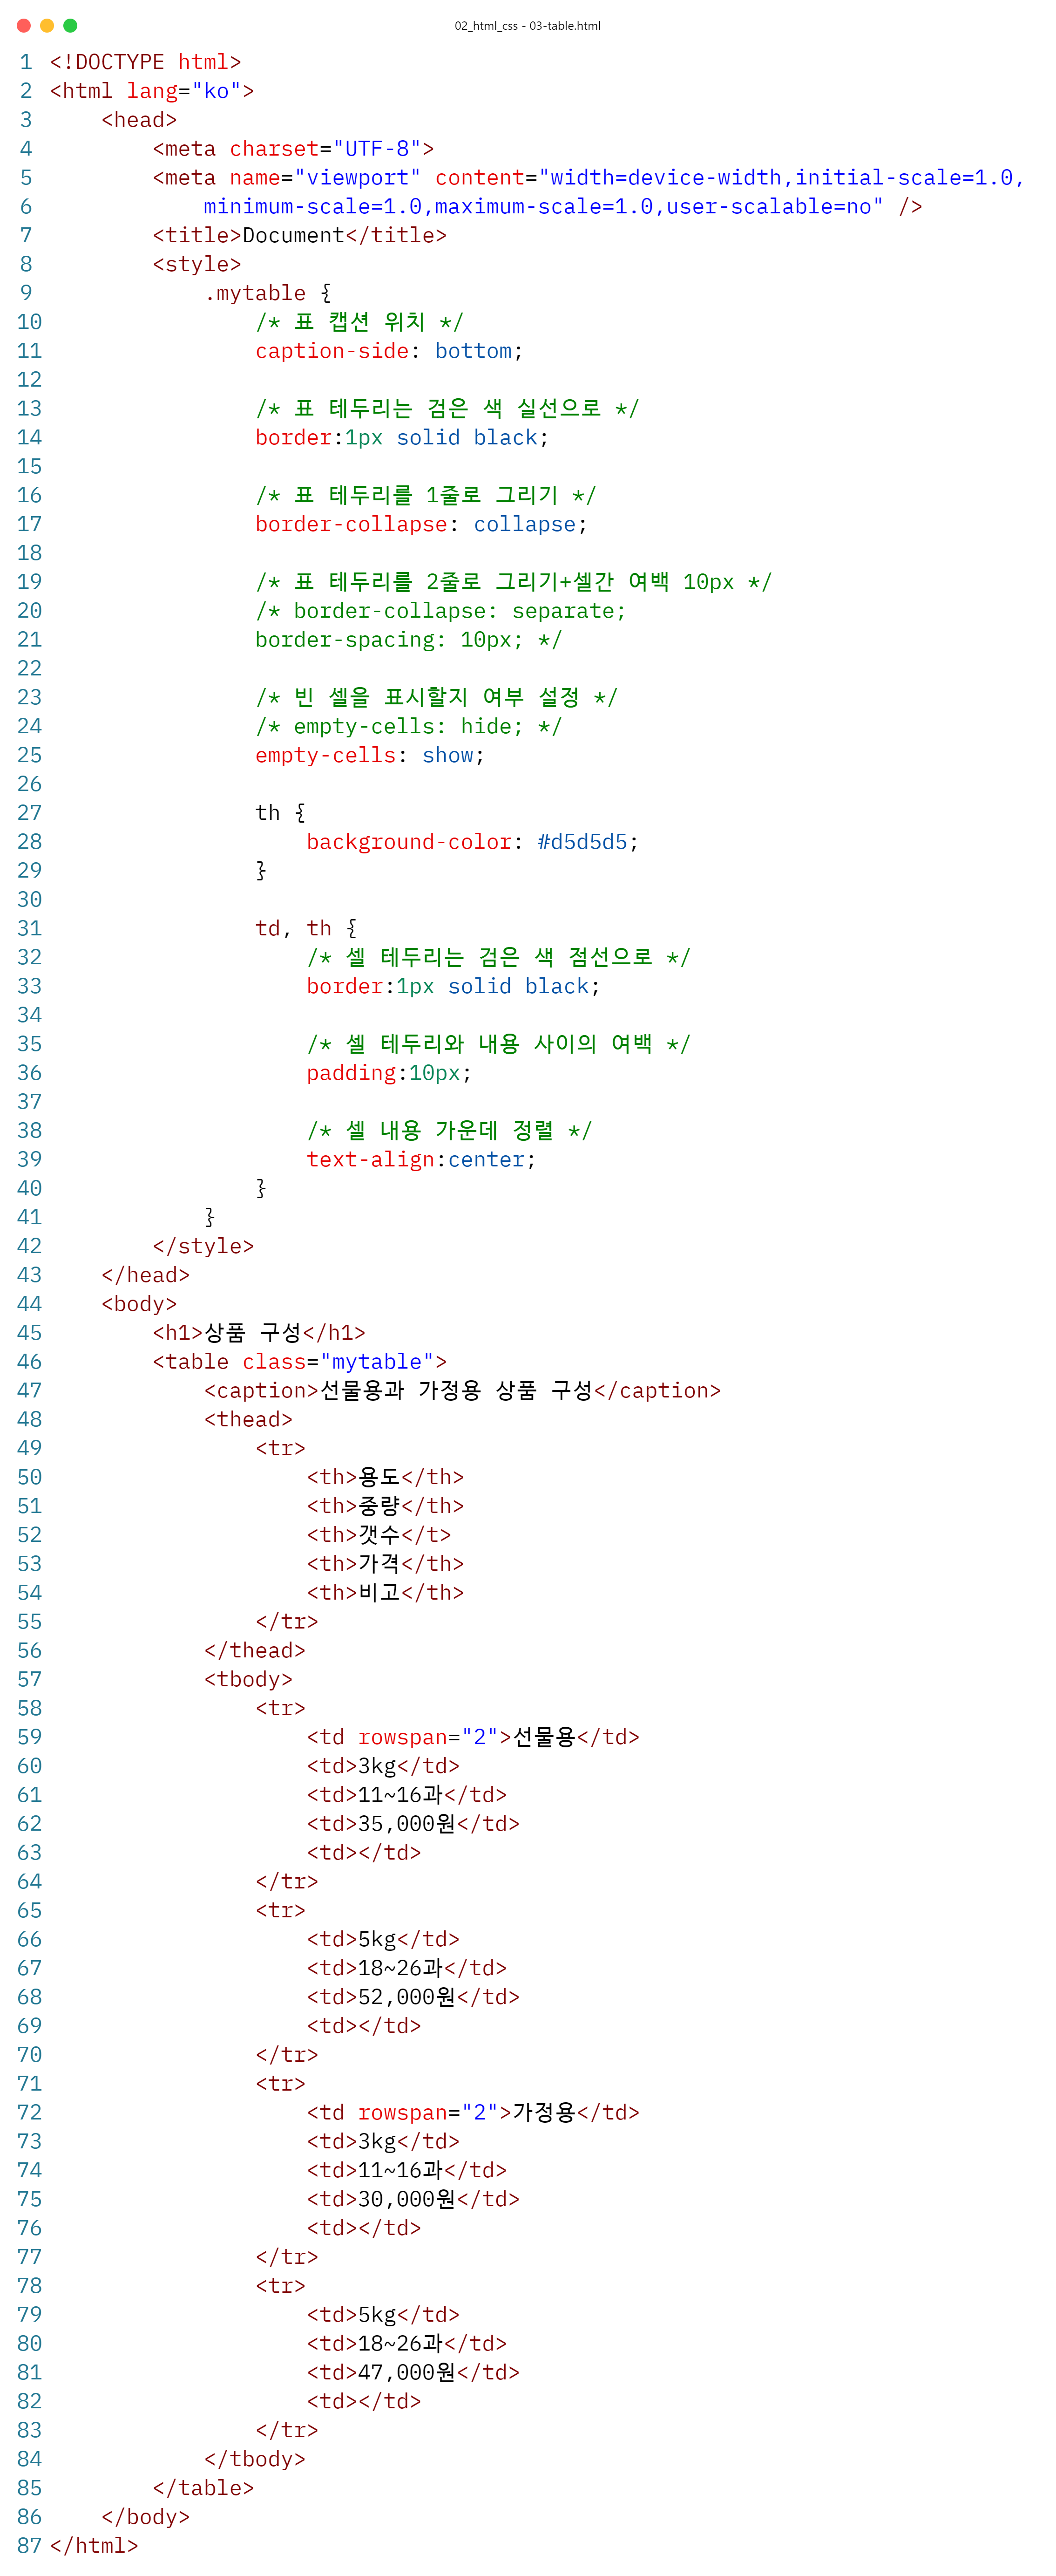 02_html_css - 03-table.html
1 <!DOCTYPE html>
2 <html lang="ko">
3     <head>
4         <meta charset="UTF-8">
5         <meta name="viewport" content="width=device-width,initial-scale=1.0,
6             minimum-scale=1.0,maximum-scale=1.0,user-scalable=no" />
7         <title>Document</title>
8         <style>
9             .mytable {
10                 /* 표 캡션 위치 */
11                 caption-side: bottom;
12
13                 /* 표 테두리는 검은 색 실선으로 */
14                 border:1px solid black;
15
16                 /* 표 테두리를 1줄로 그리기 */
17                 border-collapse: collapse;
18
19                 /* 표 테두리를 2줄로 그리기+셀간 여백 10px */
20                 /* border-collapse: separate;
21                 border-spacing: 10px; */
22
23                 /* 빈 셀을 표시할지 여부 설정 */
24                 /* empty-cells: hide; */
25                 empty-cells: show;
26
27                 th {
28                     background-color: #d5d5d5;
29                 }
30
31                 td, th {
32                     /* 셀 테두리는 검은 색 점선으로 */
33                     border:1px solid black;
34
35                     /* 셀 테두리와 내용 사이의 여백 */
36                     padding:10px;
37
38                     /* 셀 내용 가운데 정렬 */
39                     text-align:center;
40                 }
41             }
42         </style>
43     </head>
44     <body>
45         <h1>상품 구성</h1>
46         <table class="mytable">
47             <caption>선물용과 가정용 상품 구성</caption>
48             <thead>
49                 <tr>
50                     <th>용도</th>
51                     <th>중량</th>
52                     <th>갯수</t>
53                     <th>가격</th>
54                     <th>비고</th>
55                 </tr>
56             </thead>
57             <tbody>
58                 <tr>
59                     <td rowspan="2">선물용</td>
60                     <td>3kg</td>
61                     <td>11~16과</td>
62                     <td>35,000원</td>
63                     <td></td>
64                 </tr>
65                 <tr>
66                     <td>5kg</td>
67                     <td>18~26과</td>
68                     <td>52,000원</td>
69                     <td></td>
70                 </tr>
71                 <tr>
72                     <td rowspan="2">가정용</td>
73                     <td>3kg</td>
74                     <td>11~16과</td>
75                     <td>30,000원</td>
76                     <td></td>
77                 </tr>
78                 <tr>
79                     <td>5kg</td>
80                     <td>18~26과</td>
81                     <td>47,000원</td>
82                     <td></td>
83                 </tr>
84             </tbody>
85         </table>
86     </body>
87 </html>